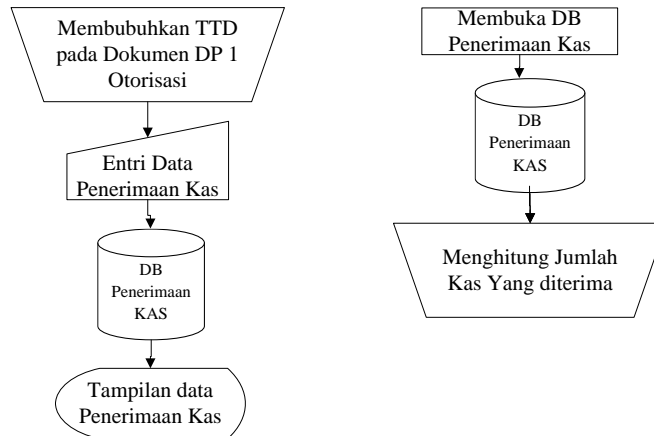 Membubuhkan TTD
pada Dokumen DP 1
Otorisasi
Entri Data
Penerimaan Kas
DB
Penerimaan
KAS
Tampilan data
Penerimaan Kas
Membuka DB
Penerimaan Kas
DB
Penerimaan
KAS
Menghitung Jumlah
Kas Yang diterima